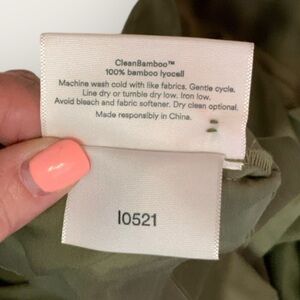 CleanBamboo™
100% bamboo lyocell
Machine wash cold with like fabrics. Gentle cycle.
Line dry or tumble dry low. Iron low.
Avoid bleach and fabric softener. Dry clean optional.
Made responsibly in China.
I0521